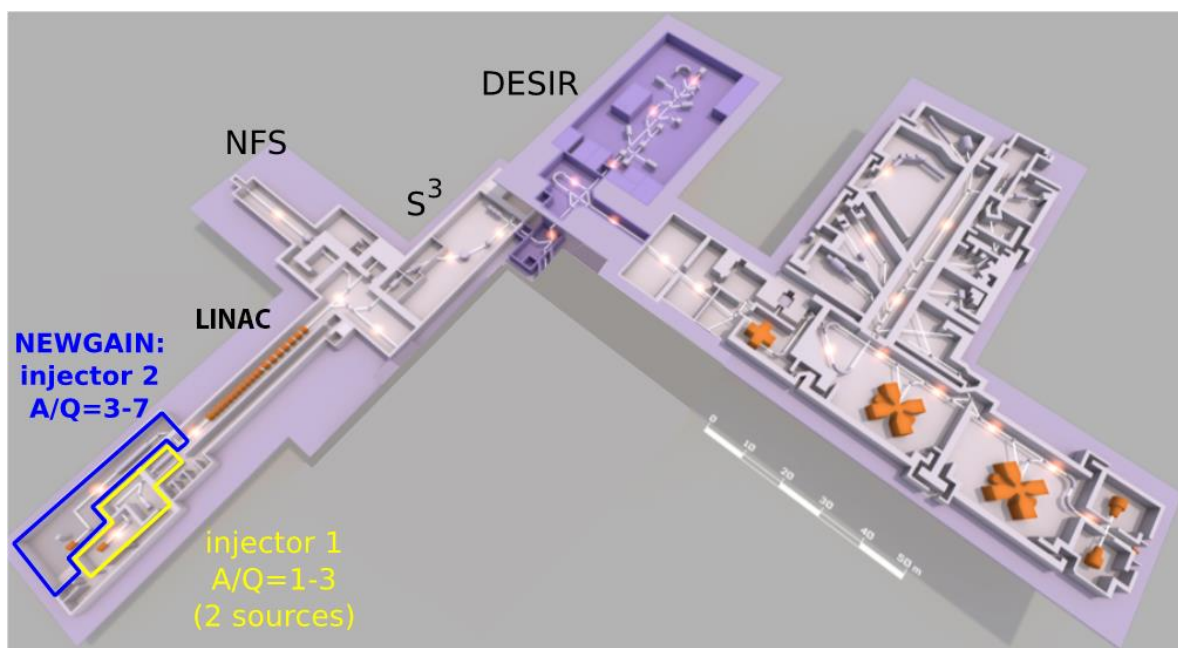 DESIR
NFS
S³
LINAC
NEWGAIN:
injector 2
A/Q=3-7
injector 1
A/Q=1-3
(2 sources)
0
10
20
30
40
50 m